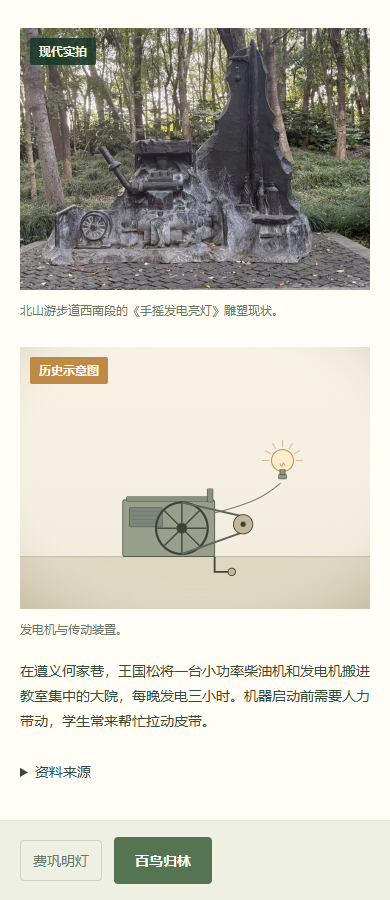 现代实拍
北山游步道西南段的《手摇发电亮灯》雕塑现状。
历史示意图
发电机与传动装置。
在遵义何家巷，王国松将一台小功率柴油机和发电机搬进
教室集中的大院，每晚发电三小时。机器启动前需要人力
带动，学生常来帮忙拉动皮带。
▶ 资料来源
费巩明灯
百鸟归林